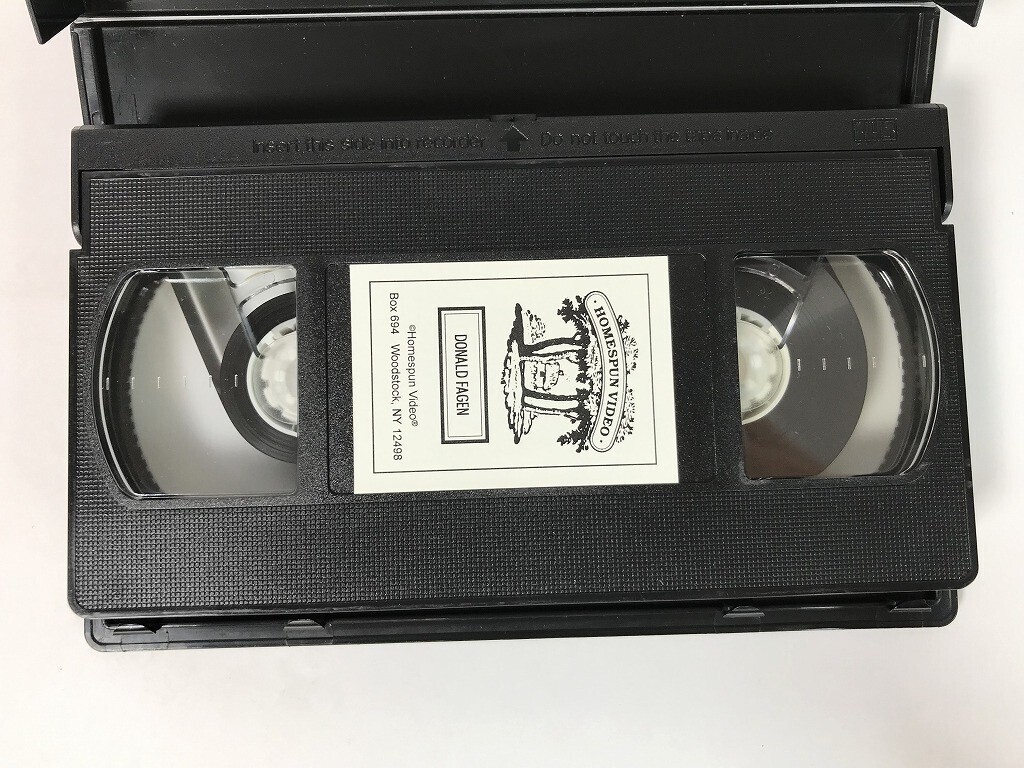 Insert this side into recorder Do not touch the tape inside
VHS
• HOMESPUN VIDEO •
DONALD FAGEN
©Homespun Video®
Box 694 Woodstock, NY 12498